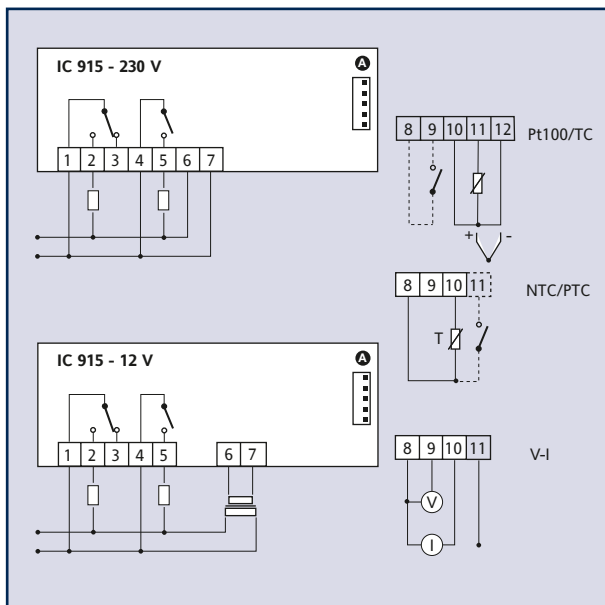 IC 915 - 230 V
A
1 2 3 4 5 6 7
8 9 10 11 12
Pt100/TC
+ -
8 9 10 11
NTC/PTC
T
IC 915 - 12 V
A
1 2 3 4 5 6 7
8 9 10 11
V-I
V
I